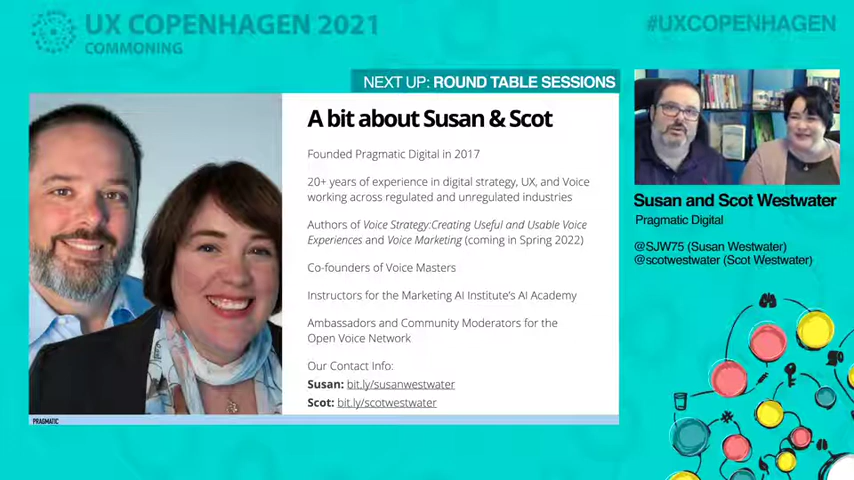 UX COPENHAGEN 2021
COMMONING
#UXCOPENHAGEN
NEXT UP: ROUND TABLE SESSIONS
A bit about Susan & Scot
Founded Pragmatic Digital in 2017
20+ years of experience in digital strategy, UX, and Voice
working across regulated and unregulated industries
Authors of Voice Strategy:Creating Useful and Usable Voice
Experiences and Voice Marketing (coming in Spring 2022)
Co-founders of Voice Masters
Instructors for the Marketing AI Institute's AI Academy
Ambassadors and Community Moderators for the
Open Voice Network
Our Contact Info:
Susan: bit.ly/susanwestwater
Scot: bit.ly/scotwestwater
PRAGMATIC
Susan and Scot Westwater
Pragmatic Digital
@SJW75 (Susan Westwater)
@scotwestwater (Scot Westwater)